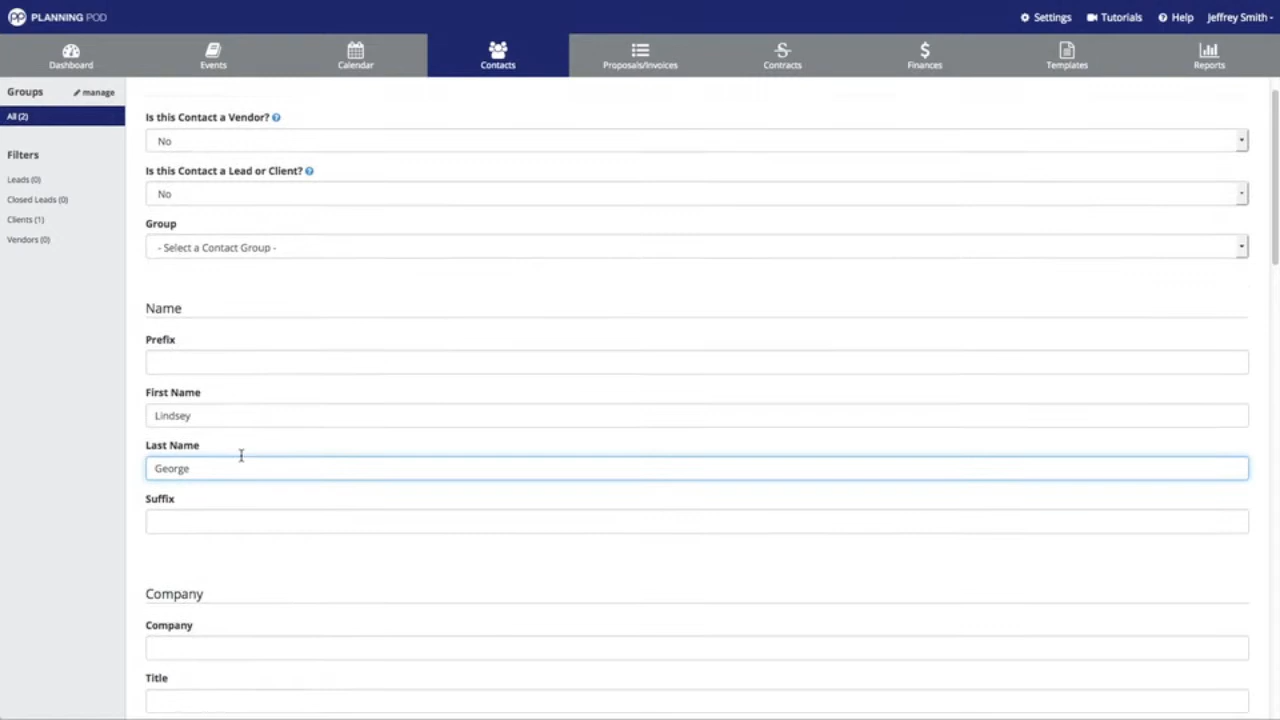 pp PLANNING POD
Settings Tutorials Help Jeffrey Smith
Dashboard Events Calendar Contacts Proposals/Invoices Contracts Finances Templates Reports
Groups manage
All (2)
Filters
Leads (0)
Closed Leads (0)
Clients (1)
Vendors (0)
Is this Contact a Vendor? ?
No
Is this Contact a Lead or Client? ?
No
Group
- Select a Contact Group -
Name
Prefix
First Name
Lindsey
Last Name
George
Suffix
Company
Company
Title